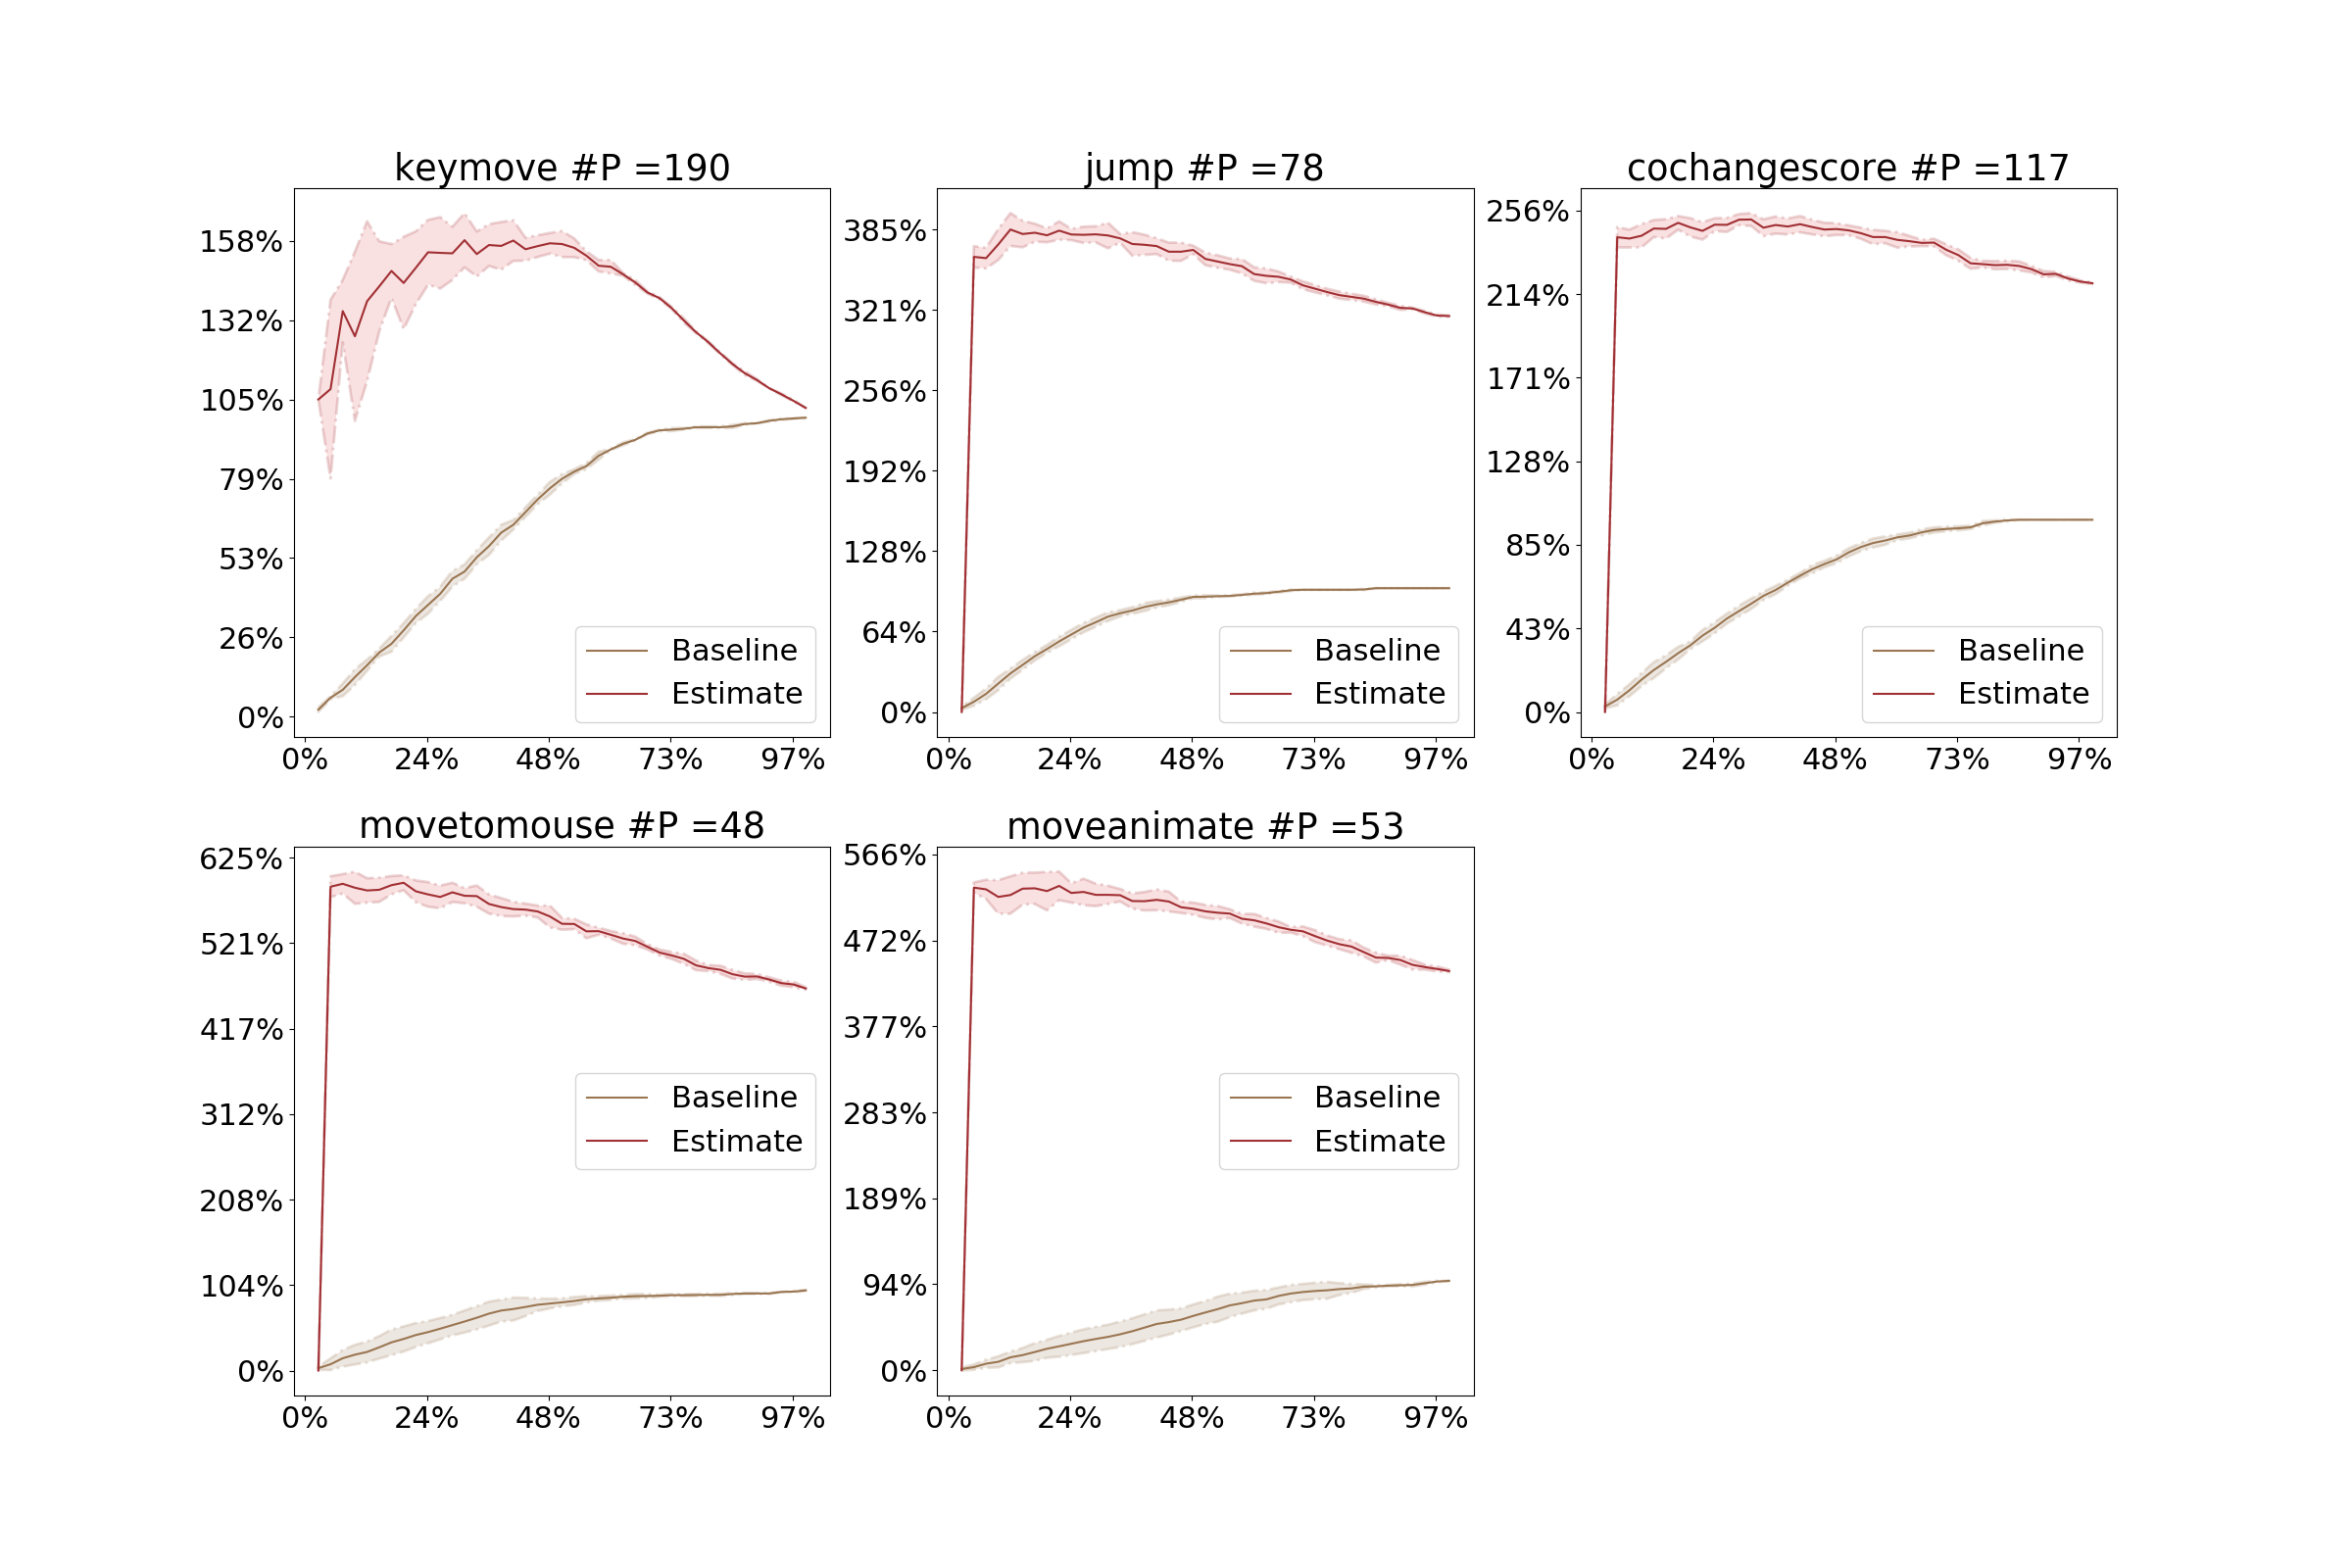 keymove #P =190
158%
132%
105%
79%
53%
26%
0%
0% 24% 48% 73% 97%
Baseline
Estimate
jump #P =78
385%
321%
256%
192%
128%
64%
0%
0% 24% 48% 73% 97%
Baseline
Estimate
cochangescore #P =117
256%
214%
171%
128%
85%
43%
0%
0% 24% 48% 73% 97%
Baseline
Estimate
movetomouse #P =48
625%
521%
417%
312%
208%
104%
0%
0% 24% 48% 73% 97%
Baseline
Estimate
moveanimate #P =53
566%
472%
377%
283%
189%
94%
0%
0% 24% 48% 73% 97%
Baseline
Estimate